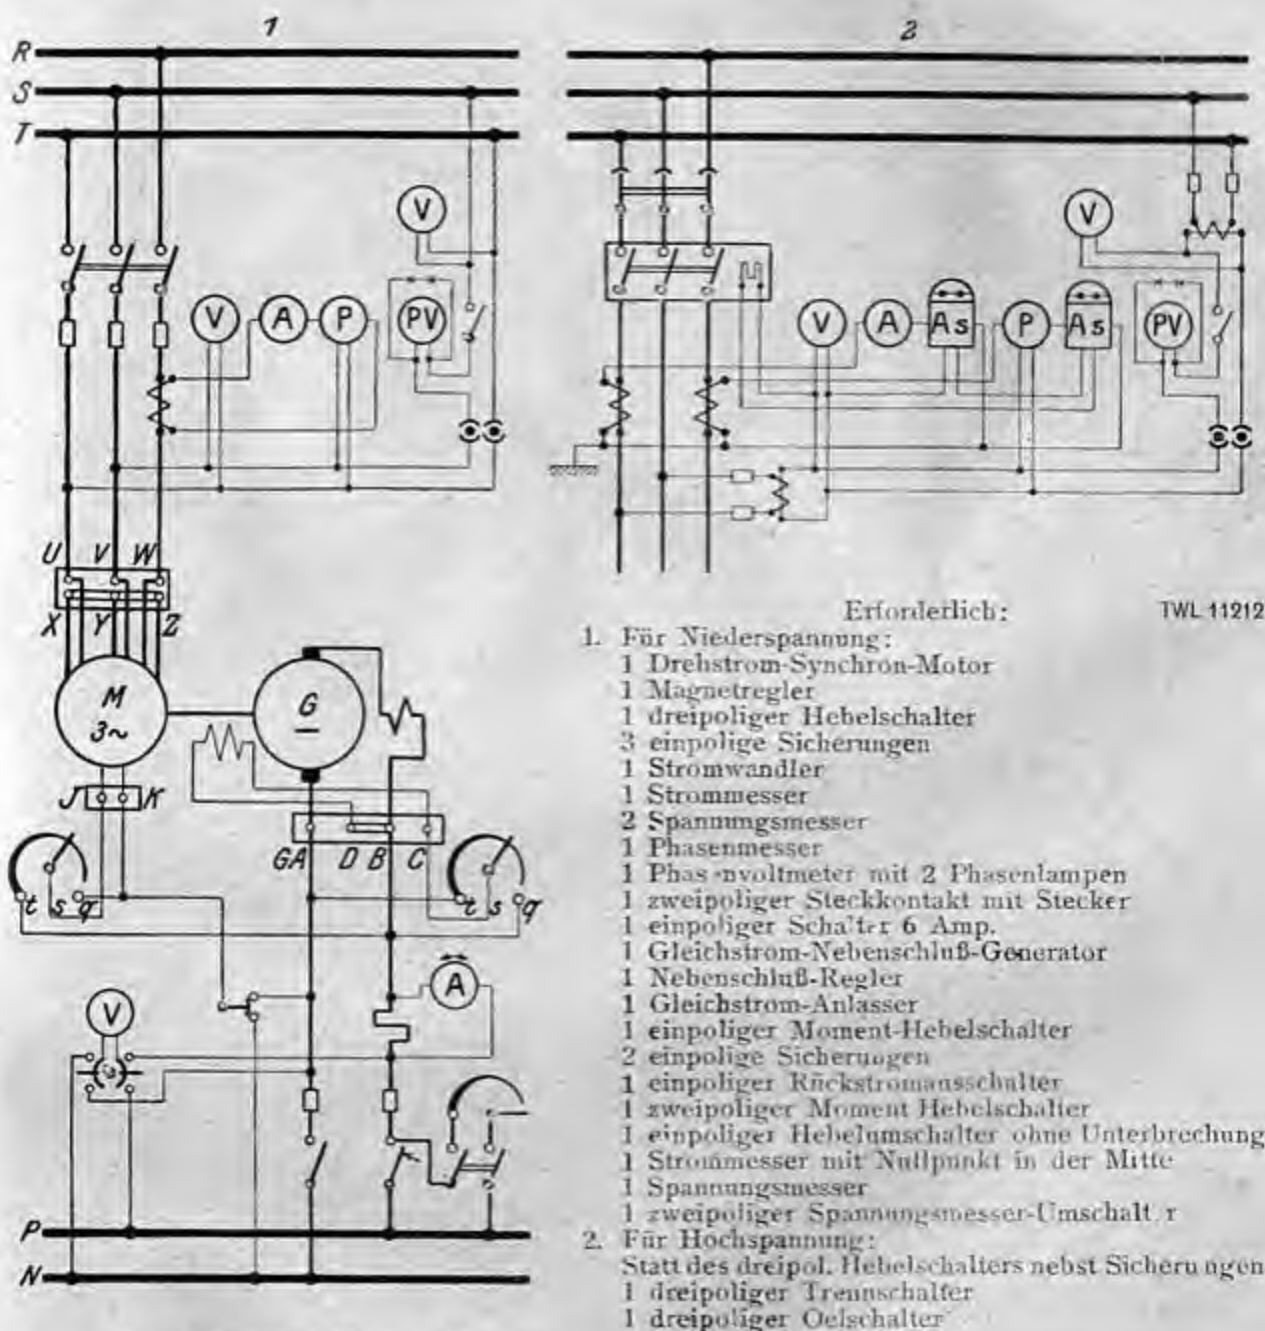 1
2
R
S
T
V
V
V A P PV
V A As P As PV
U V W
X Y Z
M
3~
G
J K
GA D B C
t s q
t s q
A
V
P
N
Erforderlich:
TWL 11212
1. Für Niederspannung:
1 Drehstrom-Synchron-Motor
1 Magnetregler
1 dreipoliger Hebelschalter
3 einpolige Sicherungen
1 Stromwandler
1 Strommesser
2 Spannungsmesser
1 Phasenmesser
1 Phas nvoltmeter mit 2 Phasenlampen
1 zweipoliger Steckkontakt mit Stecker
1 einpoliger Schalter 6 Amp.
1 Gleichstrom-Nebenschluß-Generator
1 Nebenschluß-Regler
1 Gleichstrom-Anlasser
1 einpoliger Moment-Hebelschalter
2 einpolige Sicherungen
1 einpoliger Rückstromausschalter
1 zweipoliger Moment Hebelschalter
1 einpoliger Hebelumschalter ohne Unterbrechung
1 Strommesser mit Nullpunkt in der Mitte
1 Spannungsmesser
1 zweipoliger Spannungsmesser-Umschalt r
2. Für Hochspannung:
Statt des dreipol. Hebelschalters nebst Sicherungen
1 dreipoliger Trennschalter
1 dreipoliger Oelschalter